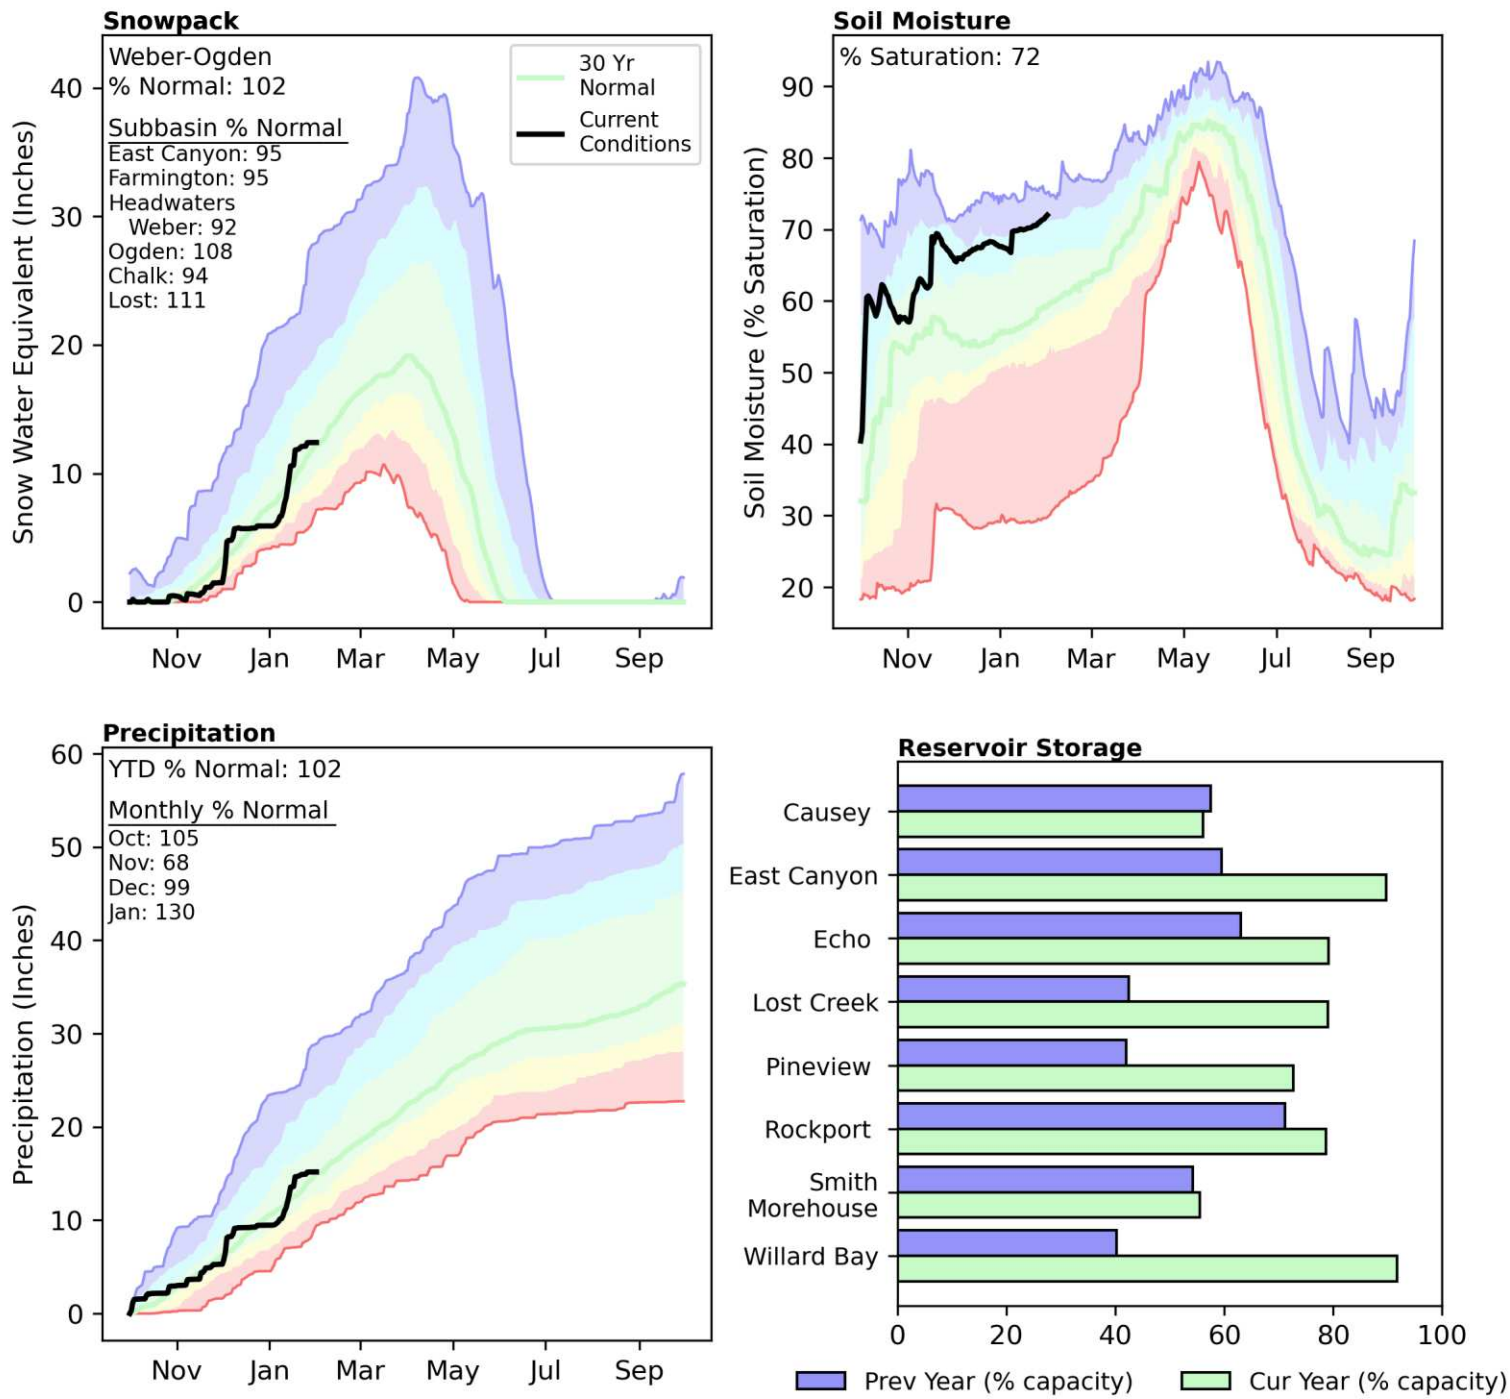 Snowpack
Weber-Ogden
% Normal: 102
Subbasin % Normal
East Canyon: 95
Farmington: 95
Headwaters
Weber: 92
Ogden: 108
Chalk: 94
Lost: 111
30 Yr
Normal
Current
Conditions
Snow Water Equivalent (Inches)
40
30
20
10
0
Nov Jan Mar May Jul Sep
Soil Moisture
% Saturation: 72
Soil Moisture (% Saturation)
90
80
70
60
50
40
30
20
Nov Jan Mar May Jul Sep
Precipitation
YTD % Normal: 102
Monthly % Normal
Oct: 105
Nov: 68
Dec: 99
Jan: 130
Precipitation (Inches)
60
50
40
30
20
10
0
Nov Jan Mar May Jul Sep
Reservoir Storage
Causey
East Canyon
Echo
Lost Creek
Pineview
Rockport
Smith
Morehouse
Willard Bay
0 20 40 60 80 100
Prev Year (% capacity) Cur Year (% capacity)